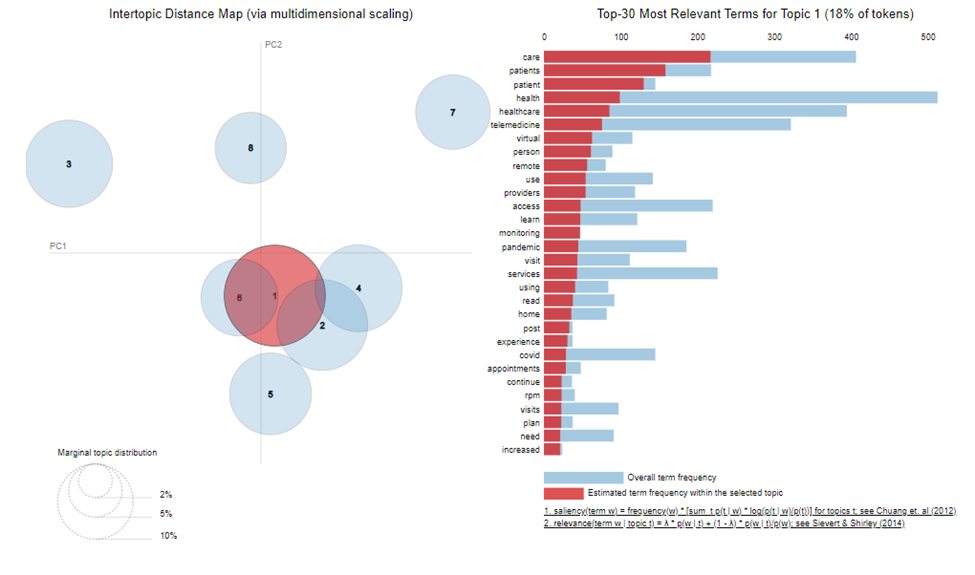 Intertopic Distance Map (via multidimensional scaling)
PC2
7
8
3
PC1
6
1
4
2
5
Marginal topic distribution
2%
5%
10%
Top-30 Most Relevant Terms for Topic 1 (18% of tokens)
0 100 200 300 400 500
care
patients
patient
health
healthcare
telemedicine
virtual
person
remote
use
providers
access
learn
monitoring
pandemic
visit
services
using
read
home
post
experience
covid
appointments
continue
rpm
visits
plan
need
increased
Overall term frequency
Estimated term frequency within the selected topic
1. saliency(term w) = frequency(w) * [sum_t p(t | w) * log(p(t | w)/p(t))] for topics t; see Chuang et. al (2012)
2. relevance(term w | topic t) = λ * p(w | t) + (1 - λ) * p(w | t)/p(w); see Sievert & Shirley (2014)